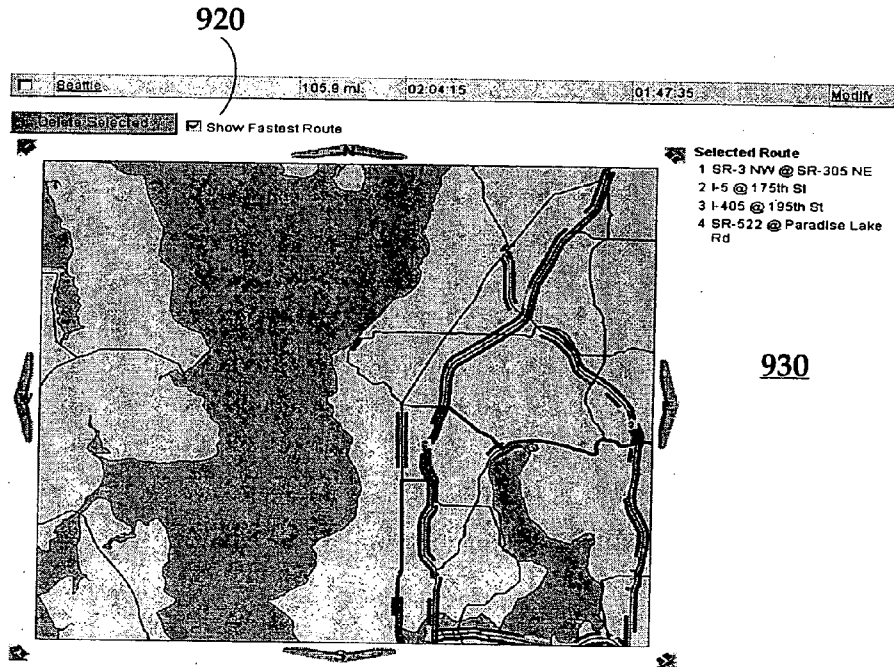 920
Seattle 105.9 mi. 02:04:15 01:47:35 Modify
Delete Selected Show Fastest Route
N
Selected Route
1 SR-3 NW @ SR-305 NE
2 I-5 @ 175th St
3 I-405 @ 195th St
4 SR-522 @ Paradise Lake
Rd
930
S